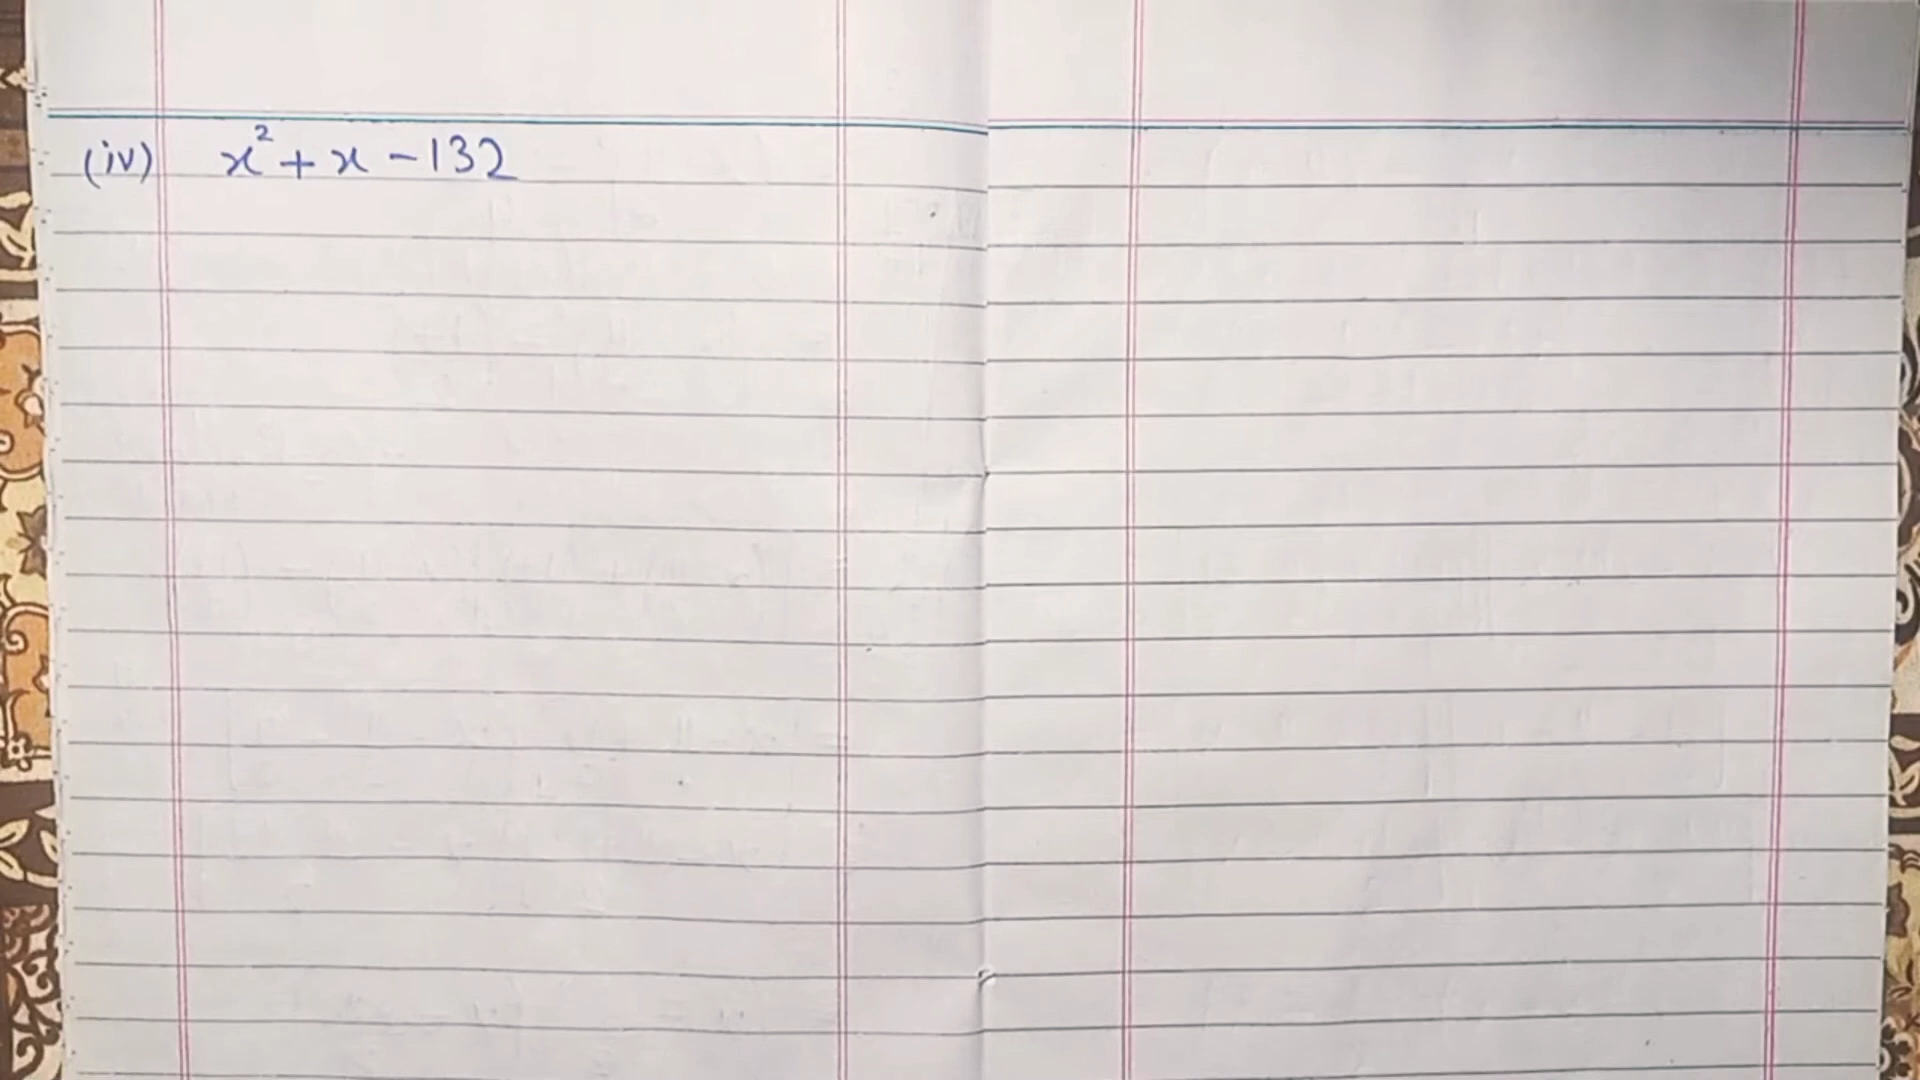 (iv) x² + x - 132